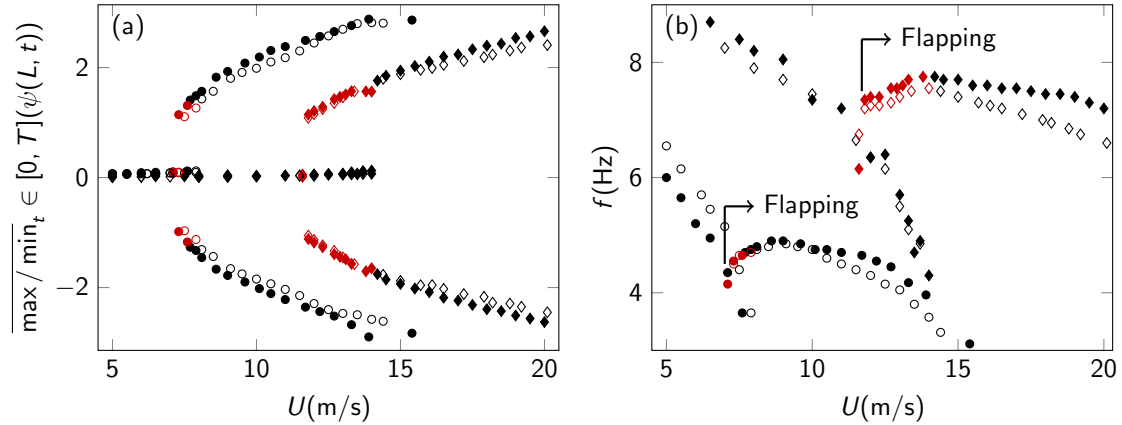 (a)
2
0
−2
5
10
15
20
U(m/s)
max/ min_t ∈ [0, T](ψ(L, t))
(b)
Flapping
Flapping
8
6
4
5
10
15
20
U(m/s)
f(Hz)